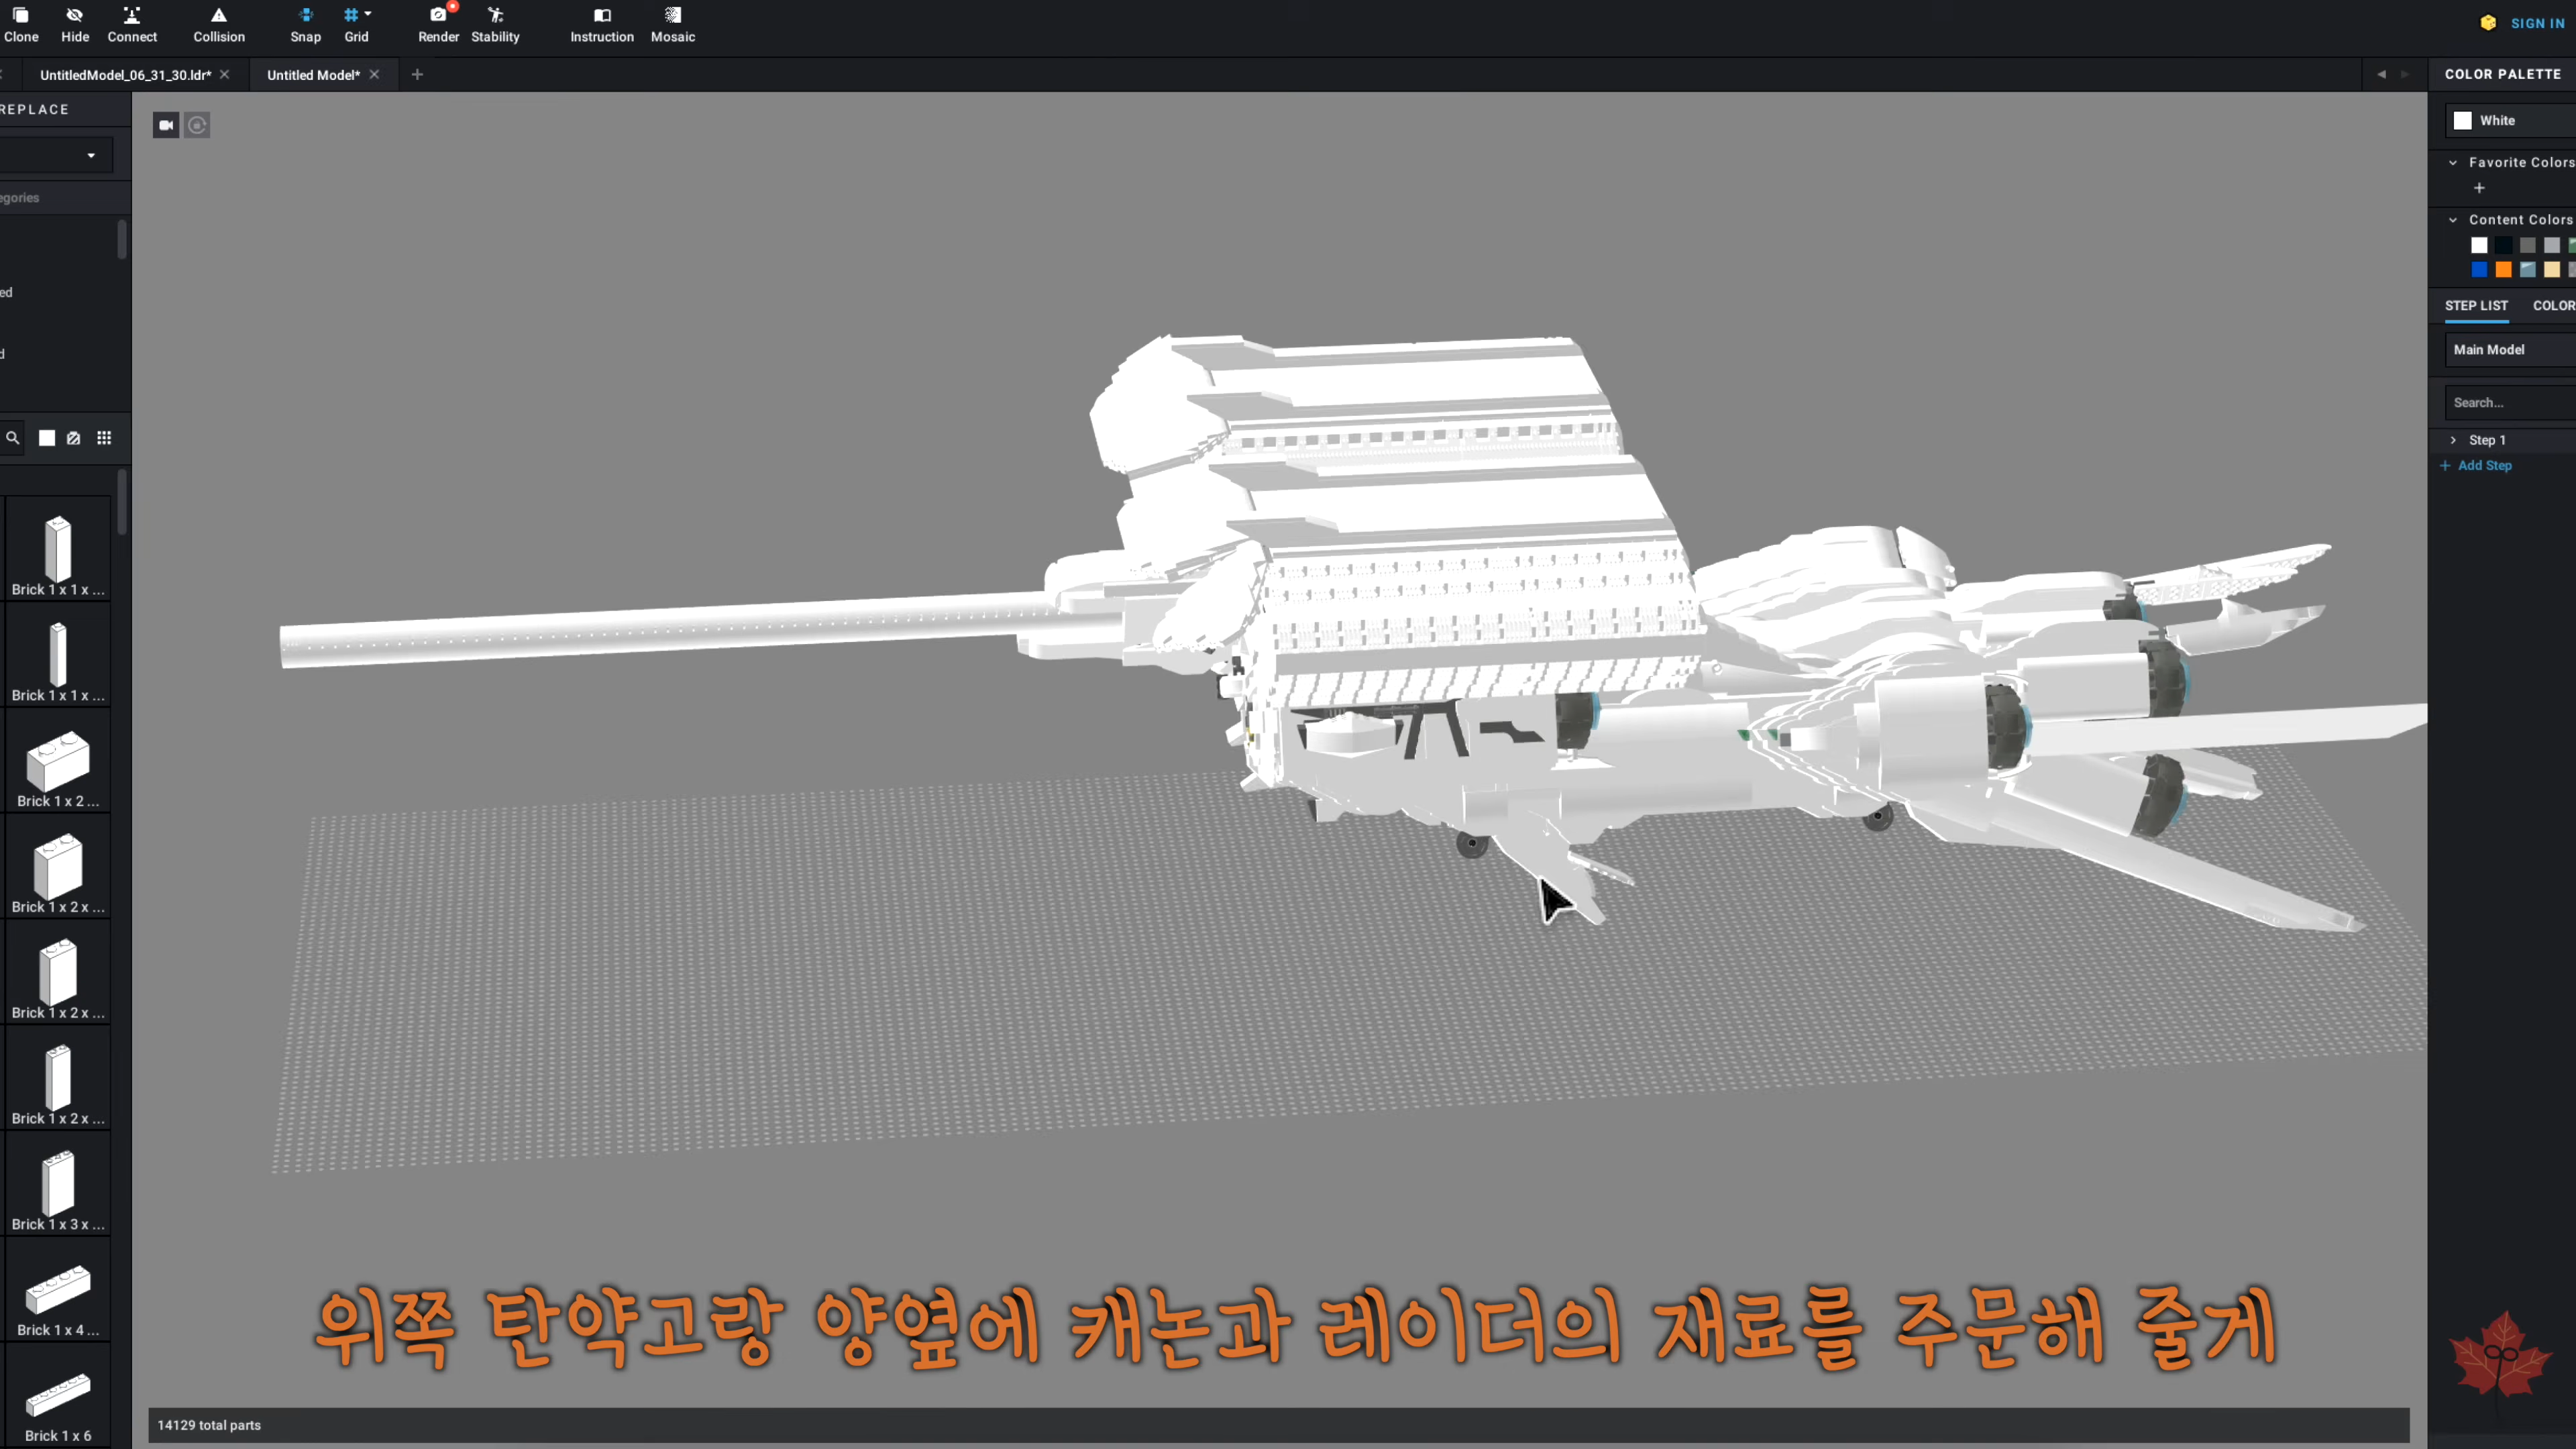 Clone
Hide
Connect
Collision
Snap
Grid
Render
Stability
Instruction
Mosaic
SIGN IN
UntitledModel_06_31_30.ldr*
Untitled Model*
COLOR PALETTE
REPLACE
White
Favorite Colors
egories
Content Colors
ed
STEP LIST
COLOR
d
Main Model
Search...
Step 1
Add Step
Brick 1 x 1 x ...
Brick 1 x 1 x ...
Brick 1 x 2 ...
Brick 1 x 2 x ...
Brick 1 x 2 x ...
Brick 1 x 2 x ...
Brick 1 x 3 x ...
Brick 1 x 4 ...
Brick 1 x 6
위쪽 탄약고랑 양옆에 캐논과 레이더의 재료를 주문해 줄게
14129 total parts